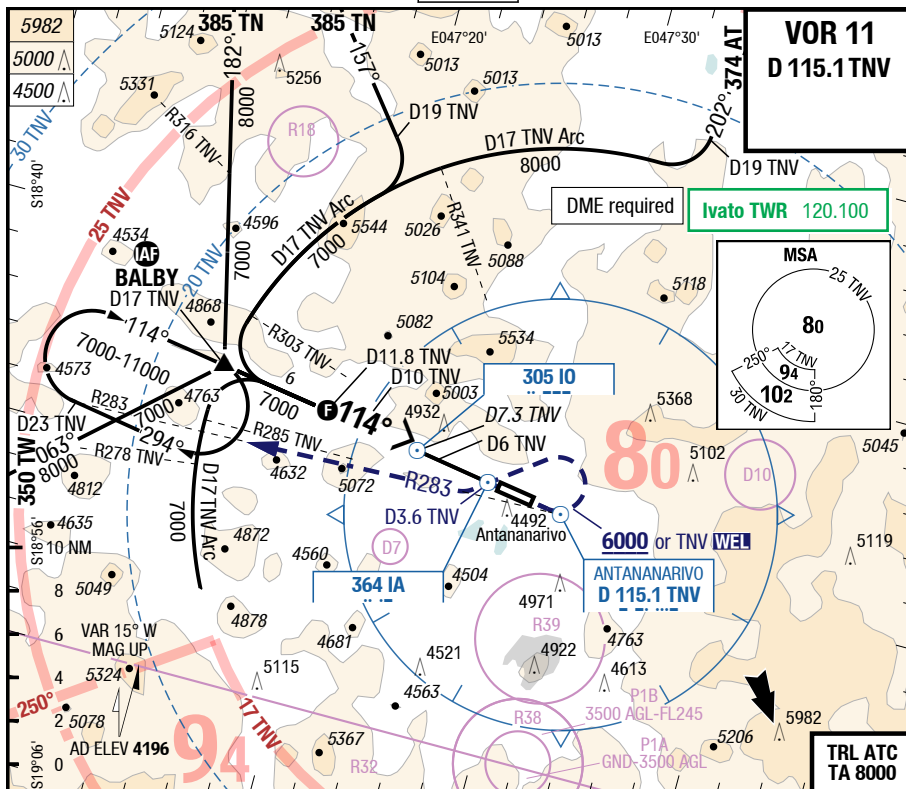 5982
5000
4500
385 TN
385 TN
5124
182°
157°
E047°20'
E047°30'
5013
5013
5013
374 AT
VOR 11
D 115.1 TNV
5256
5331
8000
R316 TNV
R18
D19 TNV
D17 TNV Arc
8000
202°
D19 TNV
30 TNV
S18°40'
25 TNV
20 TNV
4596
4534
IAF
BALBY
D17 TNV
7000
D17 TNV Arc
7000
5544
5026
R341 TNV
5088
5104
DME required
Ivato TWR 120.100
MSA
25 TNV
80
250°
17 TNV
94
180°
102
30 TNV
5118
4868
114°
7000-11000
R303 TNV
5082
5534
D11.8 TNV
D10 TNV
4573
R283
4763
6
7000
F
114°
5003
4932
305 IO
D7.3 TNV
D6 TNV
5368
80
5045
D23 TNV
7000
294°
R285 TNV
063°
8000
R278 TNV
350 TW
4812
4632
5072
R283
5102
D10
D17 TNV Arc
7000
D3.6 TNV
4492
Antananarivo
6000 or TNV WEL
S18°56'
4635
10 NM
4872
D7
4560
5119
8
5049
364 IA
4504
ANTANANARIVO
D 115.1 TNV
4878
6
VAR 15° W
MAG UP
4681
4971
R39
4763
5324
4
5115
4521
4922
4613
250°
2
5078
AD ELEV 4196
17 TNV
94
4563
P1B
3500 AGL-FL245
R38
5982
5206
P1A
GND-3500 AGL
0
S19°06'
5367
R32
TRL ATC
TA 8000